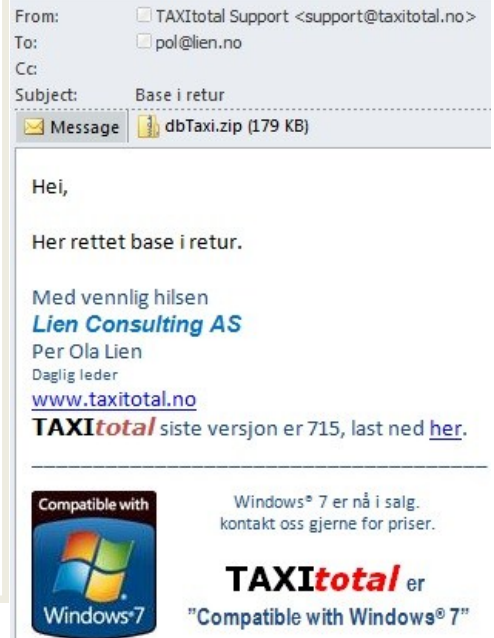 From: TAXItotal Support <support@taxitotal.no>
To: pol@lien.no
Cc:
Subject: Base i retur
Message dbTaxi.zip (179 KB)
Hei,
Her rettet base i retur.
Med vennlig hilsen
Lien Consulting AS
Per Ola Lien
Daglig leder
www.taxitotal.no
TAXItotal siste versjon er 715, last ned her.
Compatible with
Windows® 7
Windows® 7 er nå i salg.
kontakt oss gjerne for priser.
TAXItotal er
"Compatible with Windows® 7"